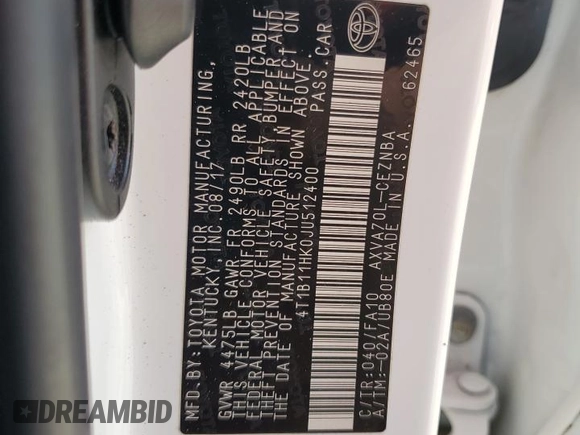 MFD.BY:TOYOTA MOTOR MANUFACTURING,
KENTUCKY, INC. 08/17
GVWR 4475LB GAWR FR 2490LB RR 2420LB
THIS VEHICLE CONFORMS TO ALL APPLICABLE
FEDERAL MOTOR VEHICLE SAFETY, BUMPER, AND
THEFT PREVENTION STANDARDS IN EFFECT ON
THE DATE OF MANUFACTURE SHOWN ABOVE.
4T1B11HK0JU512400 PASS.CAR
C/TR:040/FA10 AXVA70L-CEZNBA
A/TM:-02A/UB80E MADE IN U.S.A. 62465
DREAMBID